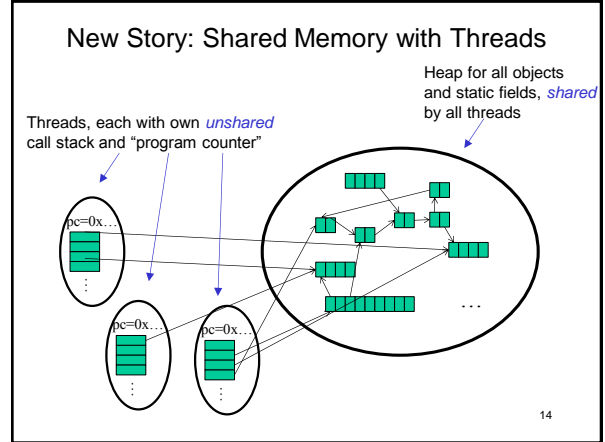 New Story: Shared Memory with Threads
Heap for all objects
and static fields, shared
by all threads
Threads, each with own unshared
call stack and “program counter”
pc=0x…
…
pc=0x…
…
pc=0x…
…
…
14